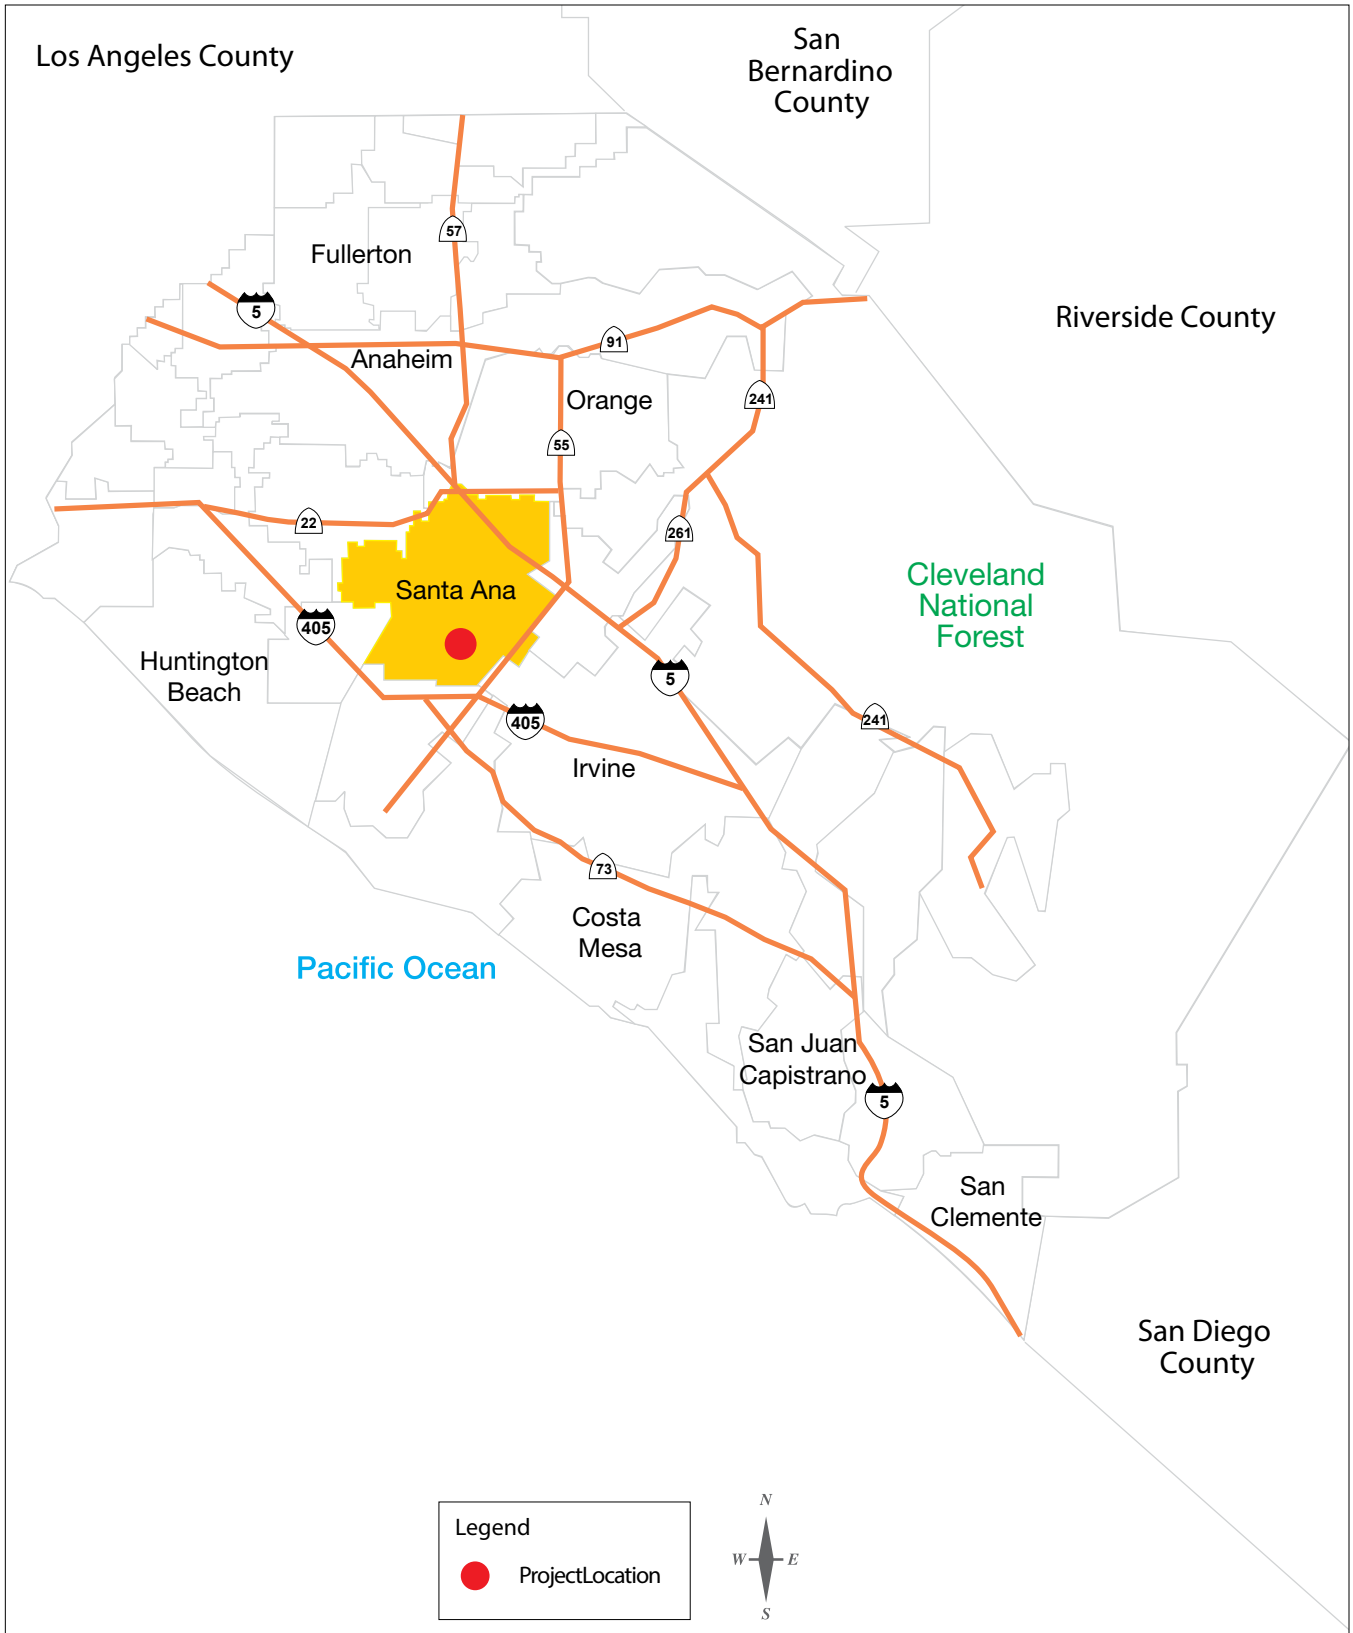 Los Angeles County
San
Bernardino
County
57
Fullerton
5
Riverside County
91
Anaheim
241
Orange
55
22
261
Cleveland
National
Forest
Santa Ana
405
Huntington
Beach
5
241
405
Irvine
73
Costa
Mesa
Pacific Ocean
San Juan
Capistrano
5
San
Clemente
San Diego
County
N
W E
S
Legend
ProjectLocation